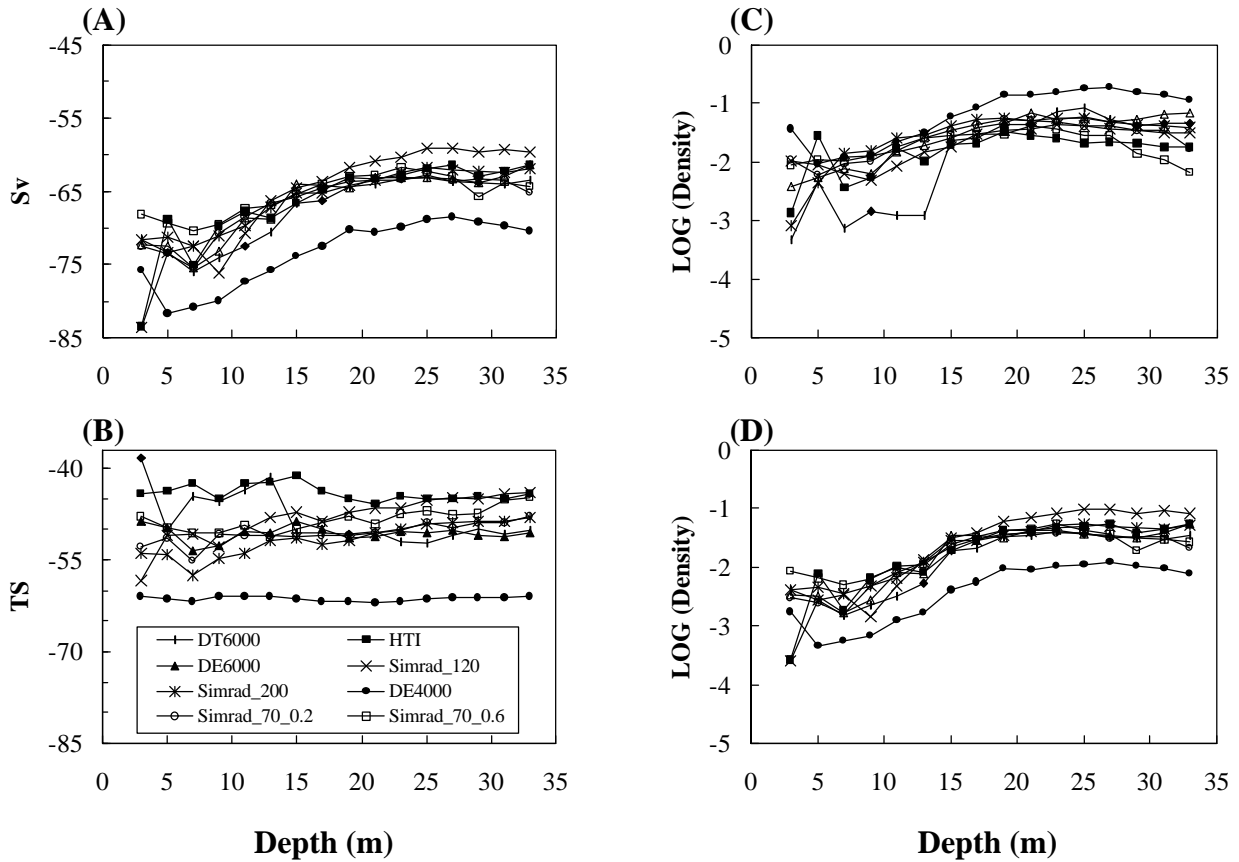 (A)
Sv
-45
-55
-65
-75
-85
0 5 10 15 20 25 30 35
(B)
TS
-40
-55
-70
-85
DT6000 HTI
DE6000 Simrad_120
Simrad_200 DE4000
Simrad_70_0.2 Simrad_70_0.6
0 5 10 15 20 25 30 35
Depth (m)
(C)
LOG (Density)
0
-1
-2
-3
-4
-5
0 5 10 15 20 25 30 35
(D)
LOG (Density)
0
-1
-2
-3
-4
-5
0 5 10 15 20 25 30 35
Depth (m)